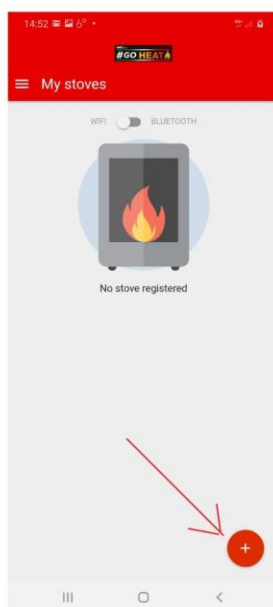 14:52
#GO HEAT
My stoves
WIFI BLUETOOTH
No stove registered